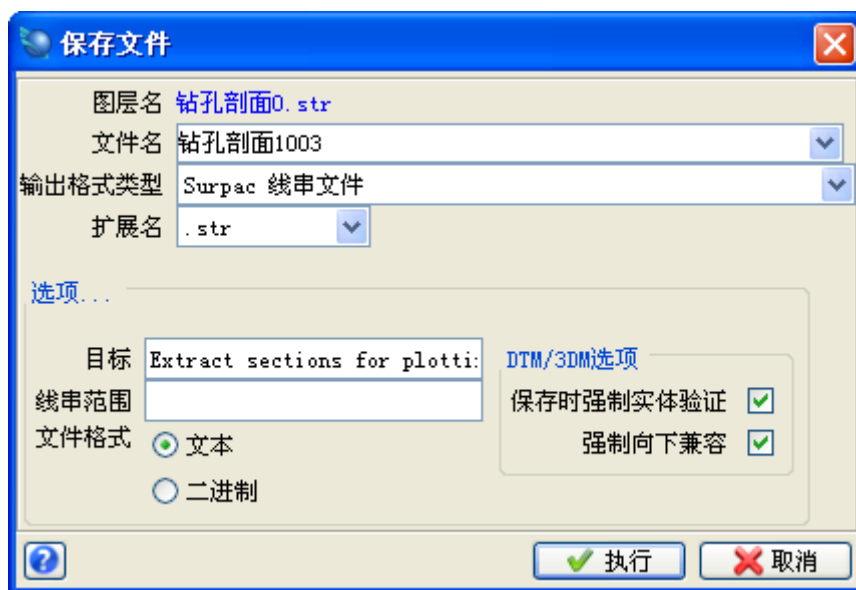 保存文件
图层名 钻孔剖面0.str
文件名 钻孔剖面1003
输出格式类型 Surpac 线串文件
扩展名 .str
选项...
目标 Extract sections for plotti
线串范围
文件格式 文本
二进制
DTM/3DM选项
保存时强制实体验证
强制向下兼容
执行 取消